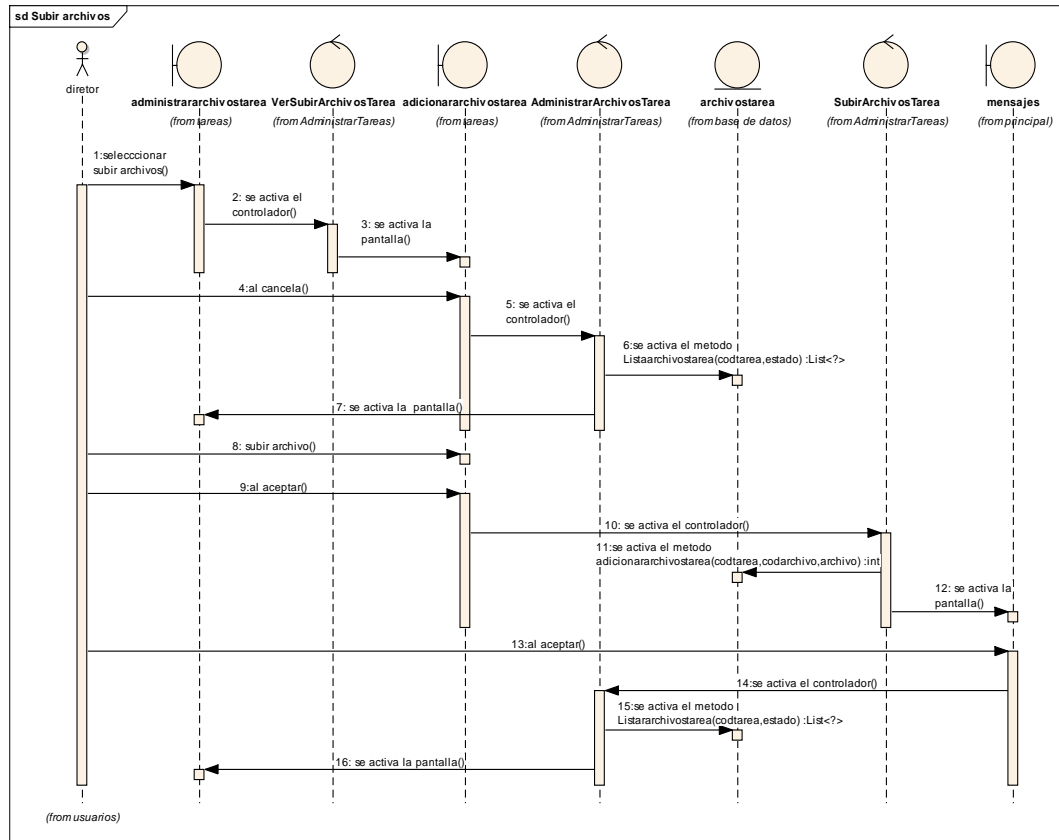 sd Subir archivos
diretor
administrararchivostarea
(from tareas)
VerSubirArchivosTarea
(from AdministrarTareas)
adicionararchivostarea
(from tareas)
AdministrarArchivosTarea
(from AdministrarTareas)
archivostarea
(from base de datos)
SubirArchivosTarea
(from AdministrarTareas)
mensajes
(from principal)
1:selecccionar
subir archivos()
2: se activa el
controlador()
3: se activa la
pantalla()
4:al cancela()
5: se activa el
controlador()
6:se activa el metodo
Listaarchivostarea(codtarea,estado) :List<?>
7: se activa la pantalla()
8: subir archivo()
9:al aceptar()
10: se activa el controlador()
11:se activa el metodo
adicionararchivostarea(codtarea,codarchivo,archivo) :int
12: se activa la
pantalla()
13:al aceptar()
14:se activa el controlador()
15:se activa el metodo
Listararchivostarea(codtarea,estado) :List<?>
16: se activa la pantalla()
(from usuarios)